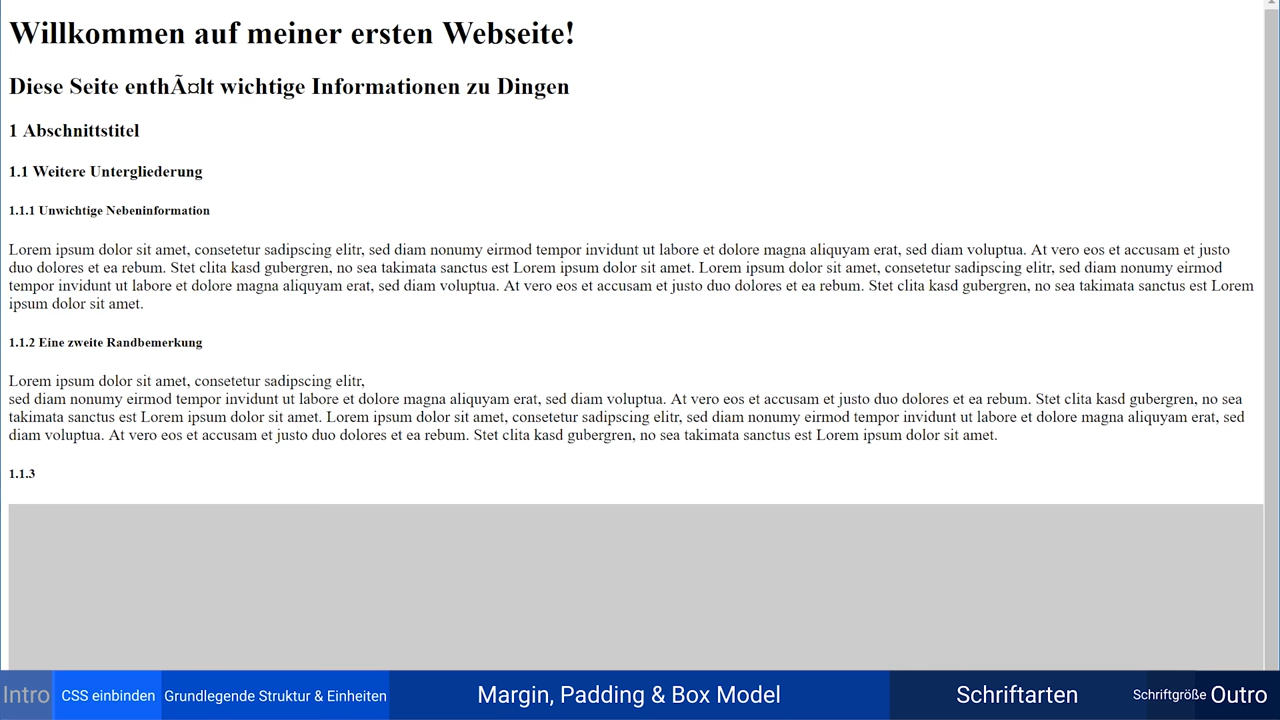 Willkommen auf meiner ersten Webseite!
Diese Seite enthÃ¤lt wichtige Informationen zu Dingen
1 Abschnittstitel
1.1 Weitere Untergliederung
1.1.1 Unwichtige Nebeninformation
Lorem ipsum dolor sit amet, consetetur sadipscing elitr, sed diam nonumy eirmod tempor invidunt ut labore et dolore magna aliquyam erat, sed diam voluptua. At vero eos et accusam et justo
duo dolores et ea rebum. Stet clita kasd gubergren, no sea takimata sanctus est Lorem ipsum dolor sit amet. Lorem ipsum dolor sit amet, consetetur sadipscing elitr, sed diam nonumy eirmod
tempor invidunt ut labore et dolore magna aliquyam erat, sed diam voluptua. At vero eos et accusam et justo duo dolores et ea rebum. Stet clita kasd gubergren, no sea takimata sanctus est Lorem
ipsum dolor sit amet.
1.1.2 Eine zweite Randbemerkung
Lorem ipsum dolor sit amet, consetetur sadipscing elitr,
sed diam nonumy eirmod tempor invidunt ut labore et dolore magna aliquyam erat, sed diam voluptua. At vero eos et accusam et justo duo dolores et ea rebum. Stet clita kasd gubergren, no sea
takimata sanctus est Lorem ipsum dolor sit amet. Lorem ipsum dolor sit amet, consetetur sadipscing elitr, sed diam nonumy eirmod tempor invidunt ut labore et dolore magna aliquyam erat, sed
diam voluptua. At vero eos et accusam et justo duo dolores et ea rebum. Stet clita kasd gubergren, no sea takimata sanctus est Lorem ipsum dolor sit amet.
1.1.3
Intro CSS einbinden Grundlegende Struktur & Einheiten Margin, Padding & Box Model Schriftarten Schriftgröße Outro